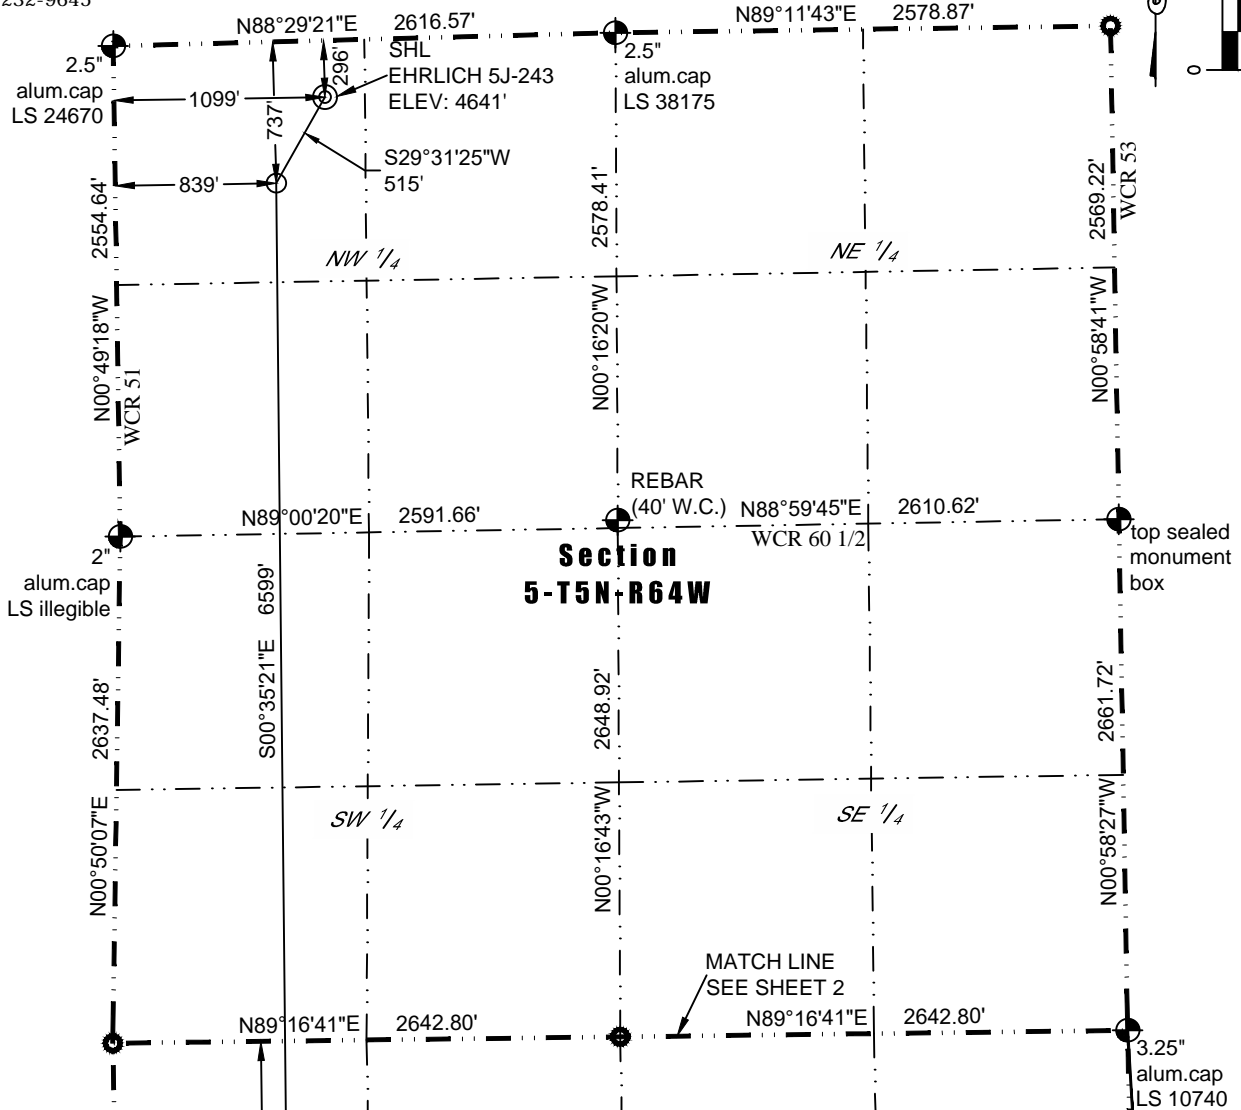 232-9645
N88°29'21"E 2616.57'
N89°11'43"E 2578.87'
2.5"
alum.cap
LS 24670
SHL
EHRLICH 5J-243
ELEV: 4641'
2.5"
alum.cap
LS 38175
0
296'
1099'
737'
S29°31'25"W
515'
839'
2554.64'
2578.41'
2569.22'
WCR 53
NW 1/4
NE 1/4
N00°49'18"W
WCR 51
N00°16'20"W
N00°58'41"W
REBAR
(40' W.C.)
N89°00'20"E 2591.66'
N88°59'45"E 2610.62'
WCR 60 1/2
Section
5-T5N-R64W
2"
alum.cap
LS illegible
top sealed
monument
box
S00°35'21"E 6599'
2637.48'
2648.92'
2661.72'
SW 1/4
SE 1/4
N00°50'07"E
N00°16'43"W
N00°58'27"W
MATCH LINE
SEE SHEET 2
N89°16'41"E 2642.80'
N89°16'41"E 2642.80'
3.25"
alum.cap
LS 10740